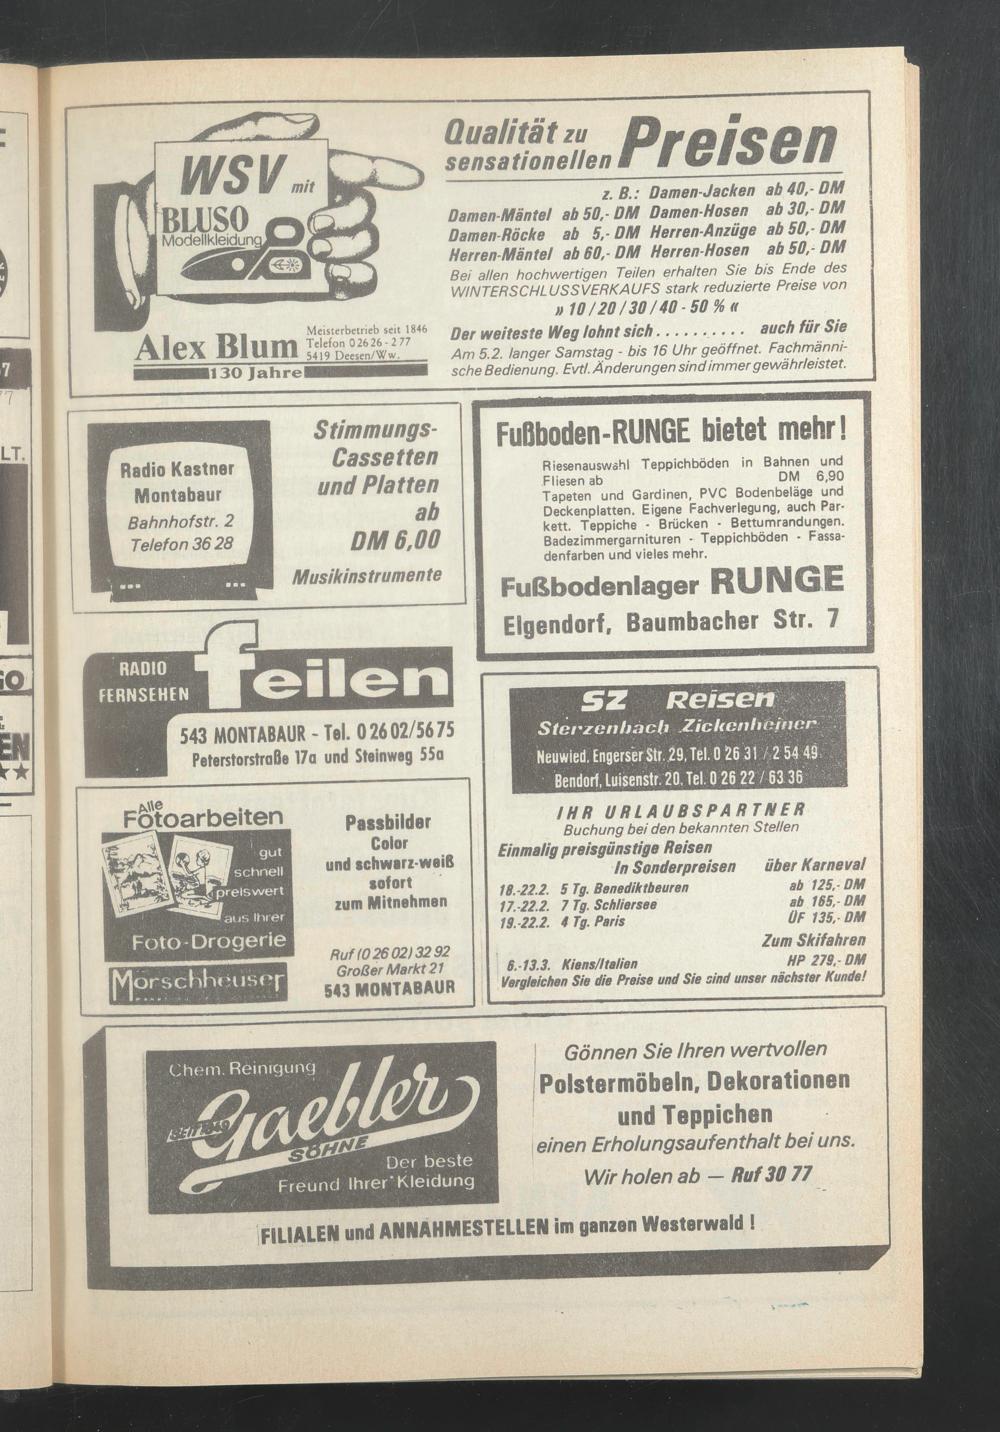 WSV mit
BLUSO
Modellkleidung
Alex Blum
Meisterbetrieb seit 1846
Telefon 0 26 26 - 2 77
5419 Deesen/Ww.
130 Jahre
Qualität zu
sensationellen Preisen
z. B.: Damen-Jacken ab 40,- DM
Damen-Mäntel ab 50,- DM Damen-Hosen ab 30,- DM
Damen-Röcke ab 5,- DM Herren-Anzüge ab 50,- DM
Herren-Mäntel ab 60,- DM Herren-Hosen ab 50,- DM
Bei allen hochwertigen Teilen erhalten Sie bis Ende des
WINTERSCHLUSSVERKAUFS stark reduzierte Preise von
» 10 / 20 / 30 / 40 - 50 % «
Der weiteste Weg lohnt sich . . . . . . . . . . auch für Sie
Am 5.2. langer Samstag - bis 16 Uhr geöffnet. Fachmänni-
sche Bedienung. Evtl. Änderungen sind immer gewährleistet.
Radio Kastner
Montabaur
Bahnhofstr. 2
Telefon 36 28
Stimmungs-
Cassetten
und Platten
ab
DM 6,00
Musikinstrumente
Fußboden-RUNGE bietet mehr!
Riesenauswahl Teppichböden in Bahnen und
Fliesen ab DM 6,90
Tapeten und Gardinen, PVC Bodenbeläge und
Deckenplatten. Eigene Fachverlegung, auch Par-
kett. Teppiche - Brücken - Bettumrandungen.
Badezimmergarnituren - Teppichböden - Fassa-
denfarben und vieles mehr.
Fußbodenlager RUNGE
Elgendorf, Baumbacher Str. 7
RADIO
FERNSEHEN
feilen
543 MONTABAUR - Tel. 0 26 02/56 75
Peterstorstraße 17a und Steinweg 55a
SZ Reisen
Sterzenbach Zickenheiner
Neuwied, Engerser Str. 29, Tel. 0 26 31 / 2 54 49
Bendorf, Luisenstr. 20, Tel. 0 26 22 / 63 36
IHR URLAUBSPARTNER
Buchung bei den bekannten Stellen
Einmalig preisgünstige Reisen
In Sonderpreisen über Karneval
18.-22.2. 5 Tg. Benediktbeuren ab 125,- DM
17.-22.2. 7 Tg. Schliersee ab 165,- DM
19.-22.2. 4 Tg. Paris ÜF 135,- DM
Zum Skifahren
6.-13.3. Kiens/Italien HP 279,- DM
Vergleichen Sie die Preise und Sie sind unser nächster Kunde!
Alle
Fotoarbeiten
gut
schnell
preiswert
aus Ihrer
Foto-Drogerie
Mörschheuser
Passbilder
Color
und schwarz-weiß
sofort
zum Mitnehmen
Ruf (0 26 02) 32 92
Großer Markt 21
543 MONTABAUR
Chem. Reinigung
Gaebler
SEIT 1949
SÖHNE
Der beste
Freund Ihrer Kleidung
Gönnen Sie Ihren wertvollen
Polstermöbeln, Dekorationen
und Teppichen
einen Erholungsaufenthalt bei uns.
Wir holen ab — Ruf 30 77
FILIALEN und ANNAHMESTELLEN im ganzen Westerwald !